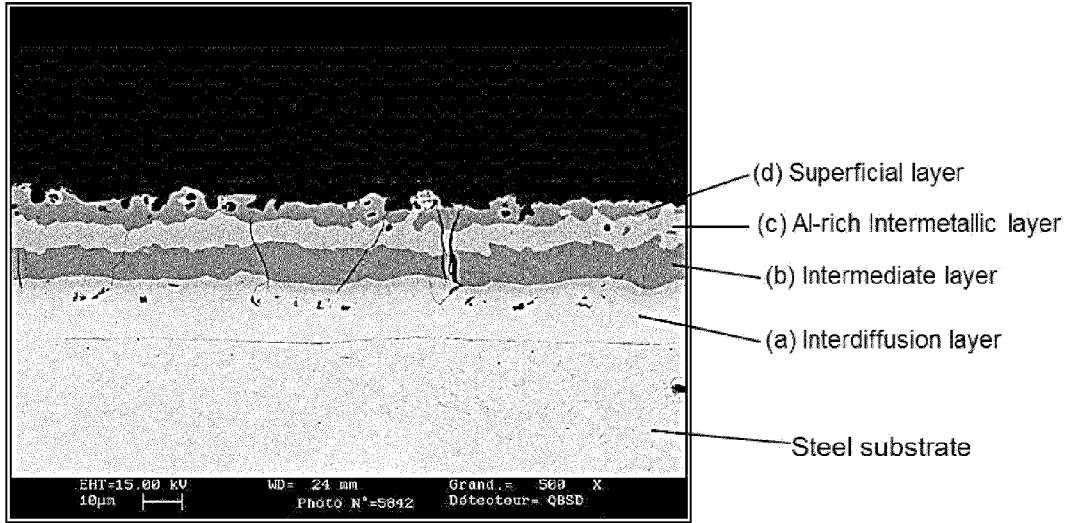 (d) Superficial layer
(c) Al-rich Intermetallic layer
(b) Intermediate layer
(a) Interdiffusion layer
Steel substrate
EHT=15.00 kV WD= 24 mm Grand.= 500 X
10µm Photo N°=5842 Détecteur= QBSD